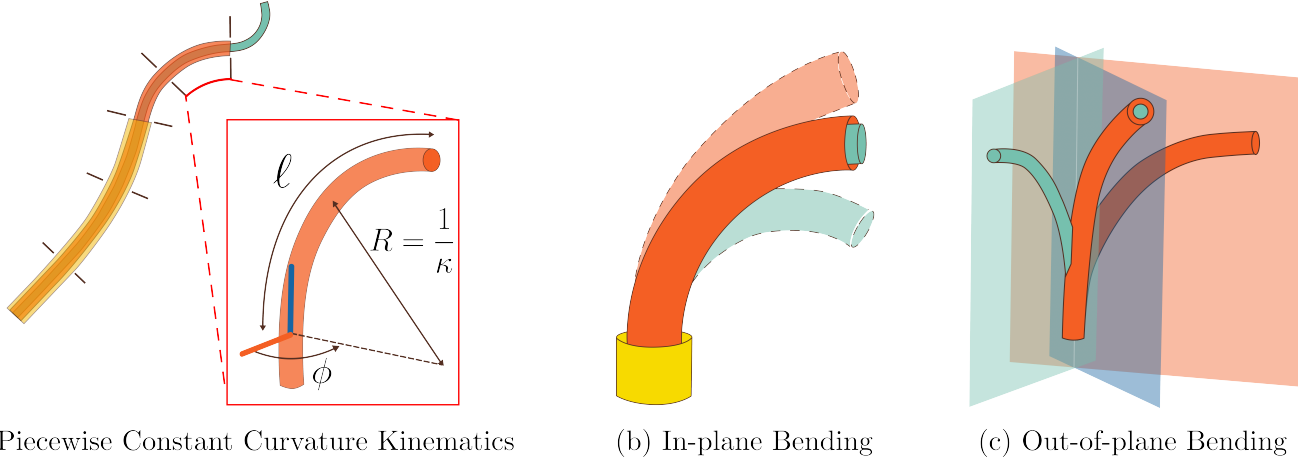 ℓ
R = 1/κ
ϕ
Piecewise Constant Curvature Kinematics
(b) In-plane Bending
(c) Out-of-plane Bending